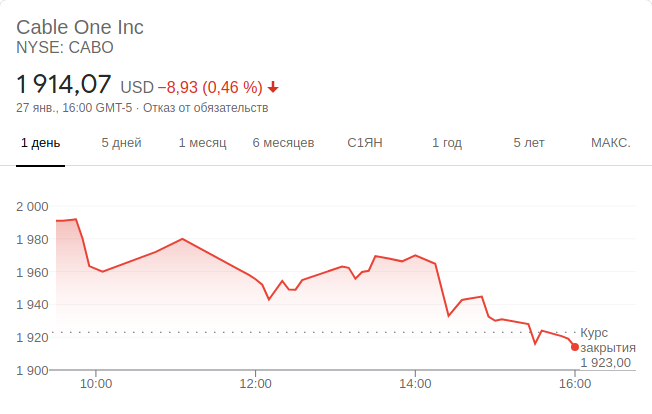 Cable One Inc
NYSE: CABO
1 914,07 USD −8,93 (0,46 %)
27 янв., 16:00 GMT-5 · Отказ от обязательств
1 день 5 дней 1 месяц 6 месяцев С1ЯН 1 год 5 лет МАКС.
2 000
1 980
1 960
1 940
1 920
1 900
Курс
закрытия
1 923,00
10:00 12:00 14:00 16:00